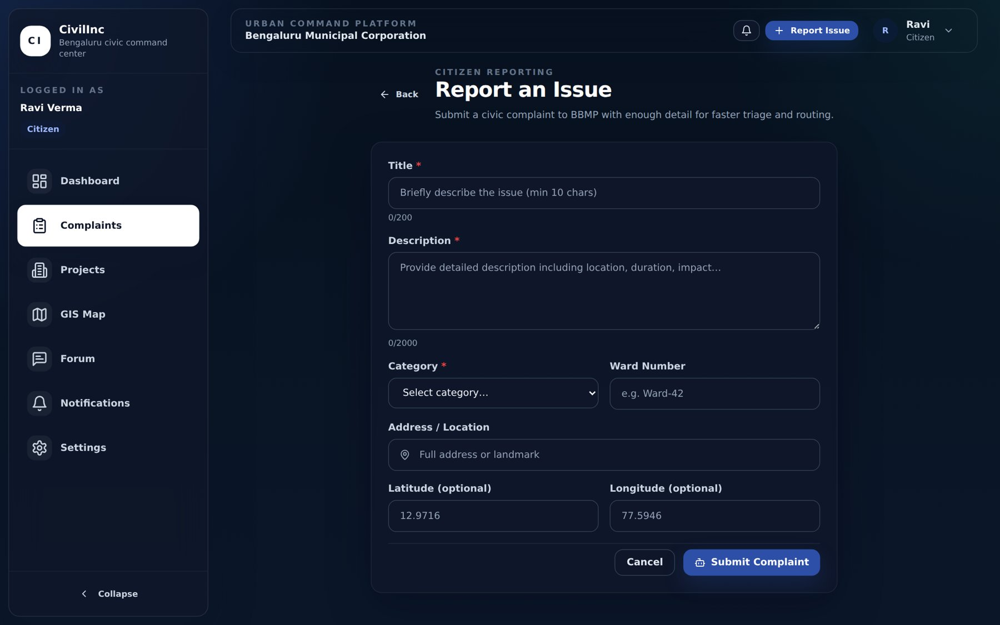 CI
CivilInc
Bengaluru civic command
center
LOGGED IN AS
Ravi Verma
Citizen
Dashboard
Complaints
Projects
GIS Map
Forum
Notifications
Settings
Collapse
URBAN COMMAND PLATFORM
Bengaluru Municipal Corporation
Report Issue
R
Ravi
Citizen
Back
CITIZEN REPORTING
Report an Issue
Submit a civic complaint to BBMP with enough detail for faster triage and routing.
Title *
Briefly describe the issue (min 10 chars)
0/200
Description *
Provide detailed description including location, duration, impact...
0/2000
Category *
Select category...
Ward Number
e.g. Ward-42
Address / Location
Full address or landmark
Latitude (optional)
12.9716
Longitude (optional)
77.5946
Cancel
Submit Complaint